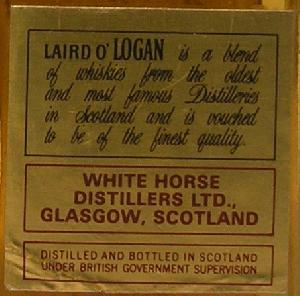 LAIRD O' LOGAN is a blend
of whiskies from the oldest
and most famous Distilleries
in Scotland and is vouched
to be of the finest quality.
WHITE HORSE
DISTILLERS LTD.,
GLASGOW, SCOTLAND
DISTILLED AND BOTTLED IN SCOTLAND
UNDER BRITISH GOVERNMENT SUPERVISION